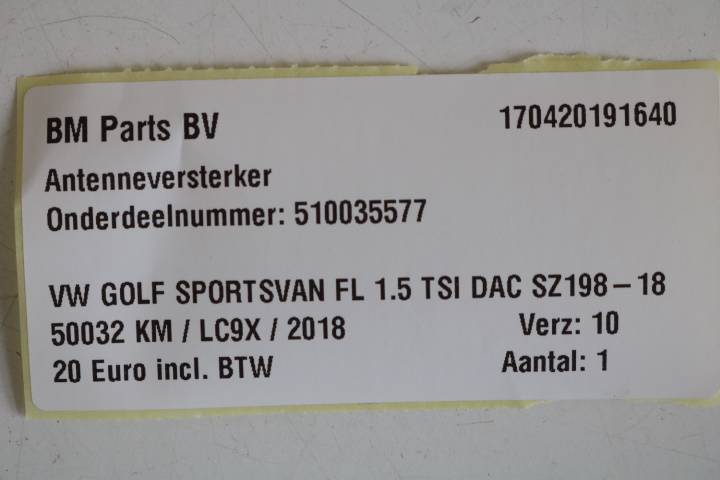 BM Parts BV 170420191640
Antenneversterker
Onderdeelnummer: 510035577
VW GOLF SPORTSVAN FL 1.5 TSI DAC SZ198-18
50032 KM / LC9X / 2018 Verz: 10
20 Euro incl. BTW Aantal: 1